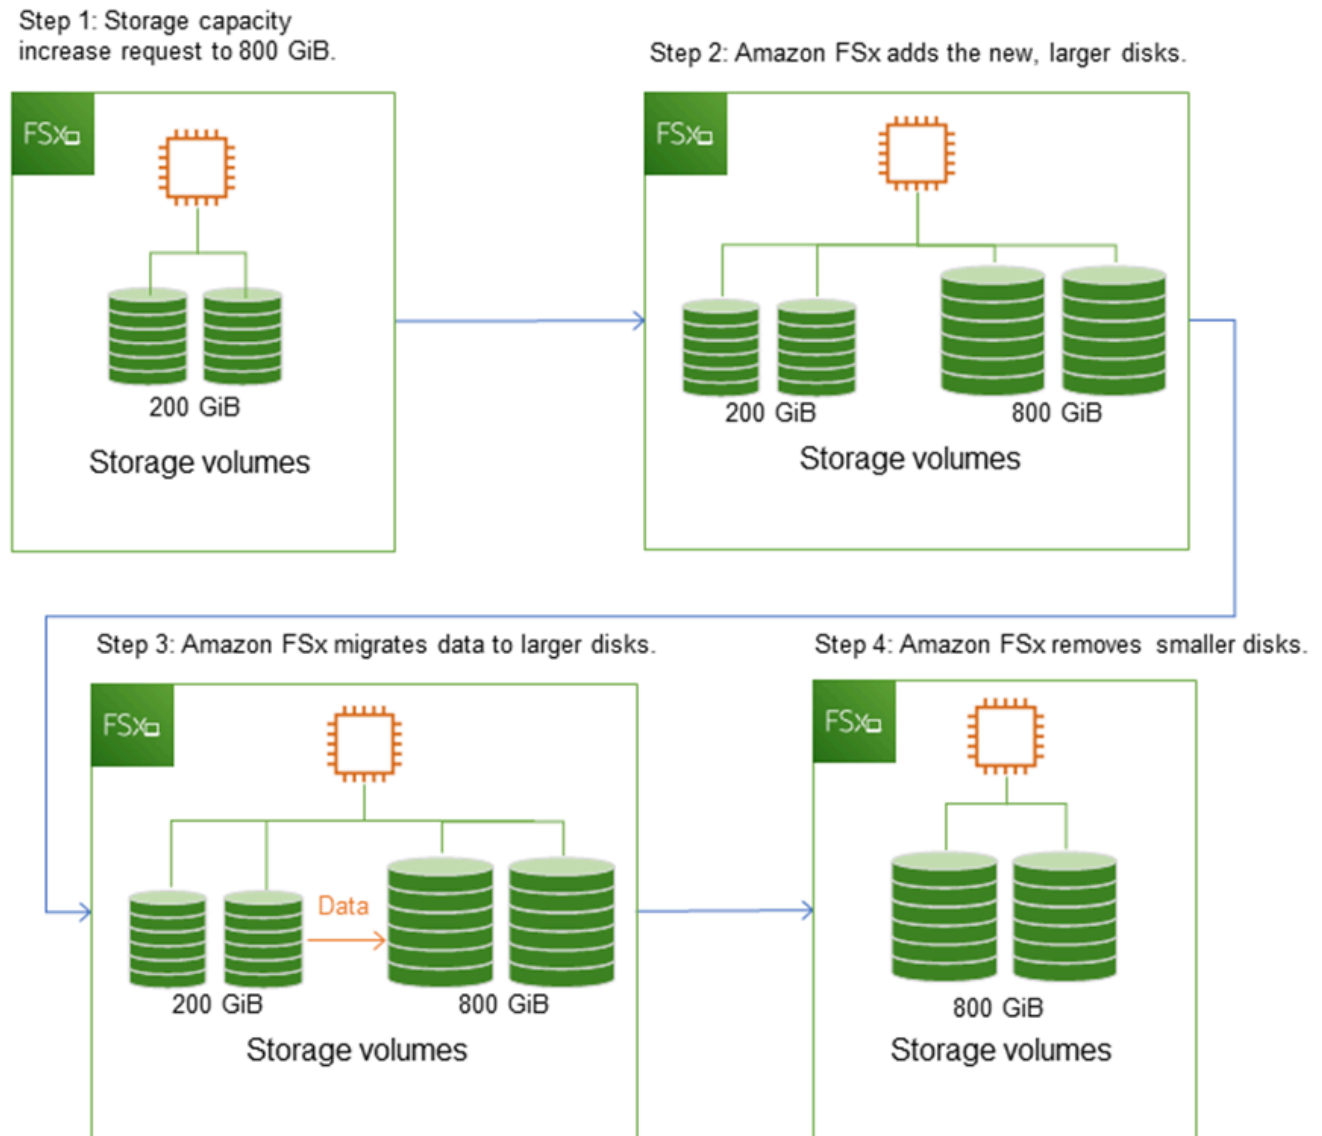 Step 1: Storage capacity
increase request to 800 GiB.
FSx
200 GiB
Storage volumes
Step 2: Amazon FSx adds the new, larger disks.
FSx
200 GiB
800 GiB
Storage volumes
Step 3: Amazon FSx migrates data to larger disks.
FSx
Data
200 GiB
800 GiB
Storage volumes
Step 4: Amazon FSx removes smaller disks.
FSx
800 GiB
Storage volumes